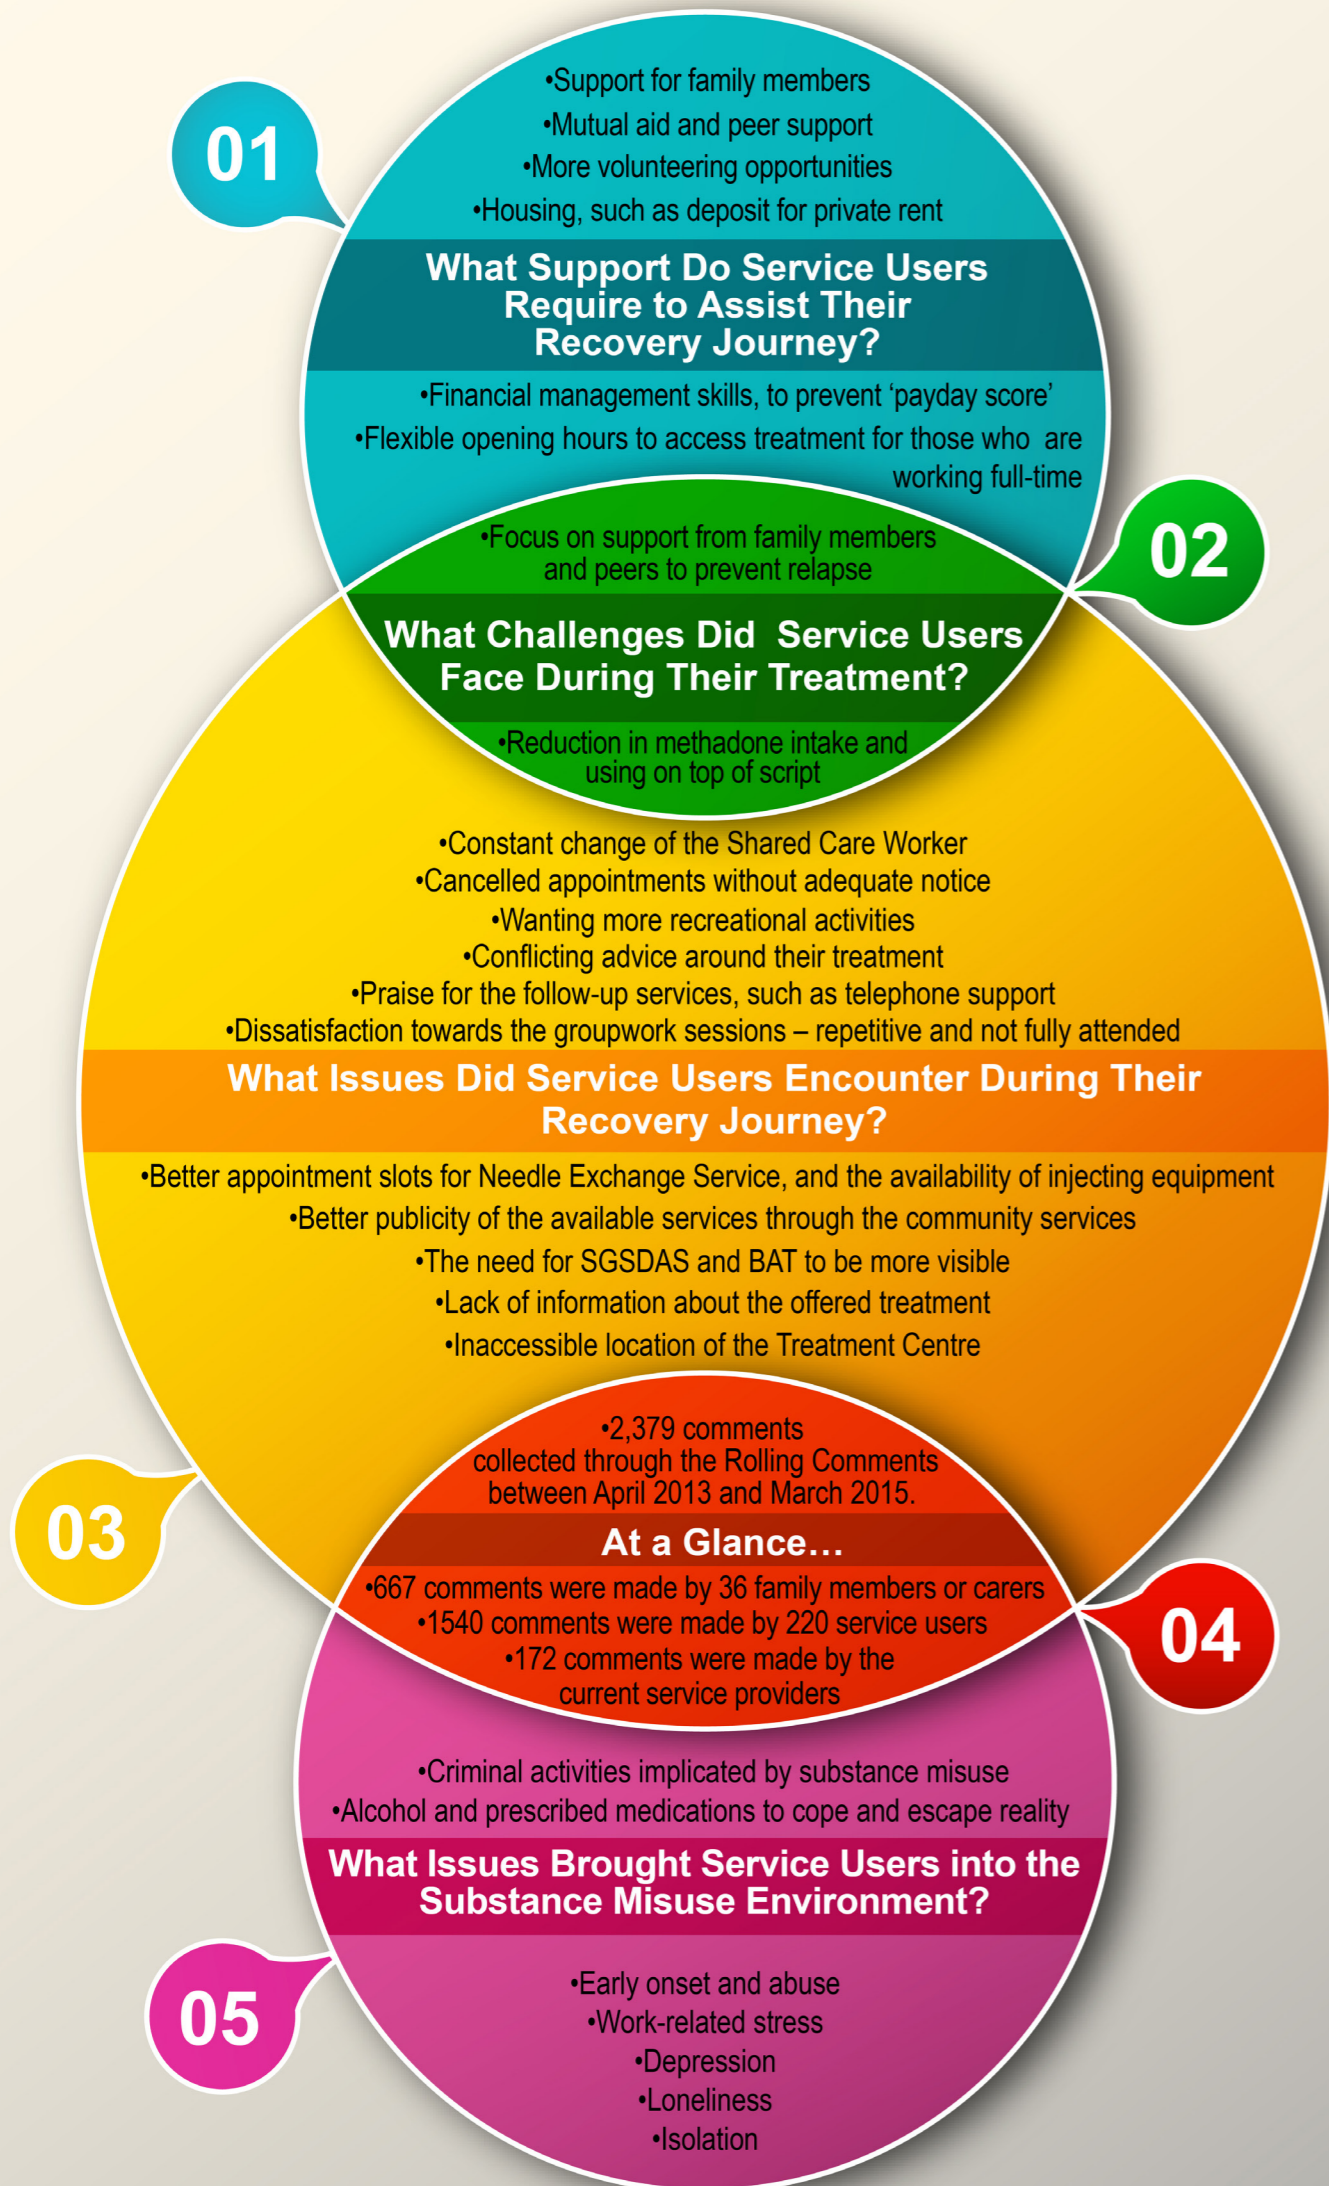 01
•Support for family members
•Mutual aid and peer support
•More volunteering opportunities
•Housing, such as deposit for private rent
What Support Do Service Users
Require to Assist Their
Recovery Journey?
•Financial management skills, to prevent ‘payday score’
•Flexible opening hours to access treatment for those who are
working full-time
02
•Focus on support from family members
and peers to prevent relapse
What Challenges Did Service Users
Face During Their Treatment?
•Reduction in methadone intake and
using on top of script
•Constant change of the Shared Care Worker
•Cancelled appointments without adequate notice
•Wanting more recreational activities
•Conflicting advice around their treatment
•Praise for the follow-up services, such as telephone support
•Dissatisfaction towards the groupwork sessions – repetitive and not fully attended
What Issues Did Service Users Encounter During Their
Recovery Journey?
•Better appointment slots for Needle Exchange Service, and the availability of injecting equipment
•Better publicity of the available services through the community services
•The need for SGSDAS and BAT to be more visible
•Lack of information about the offered treatment
•Inaccessible location of the Treatment Centre
03
•2,379 comments
collected through the Rolling Comments
between April 2013 and March 2015.
At a Glance…
•667 comments were made by 36 family members or carers
•1540 comments were made by 220 service users
•172 comments were made by the
current service providers
04
•Criminal activities implicated by substance misuse
•Alcohol and prescribed medications to cope and escape reality
What Issues Brought Service Users into the
Substance Misuse Environment?
05
•Early onset and abuse
•Work-related stress
•Depression
•Loneliness
•Isolation